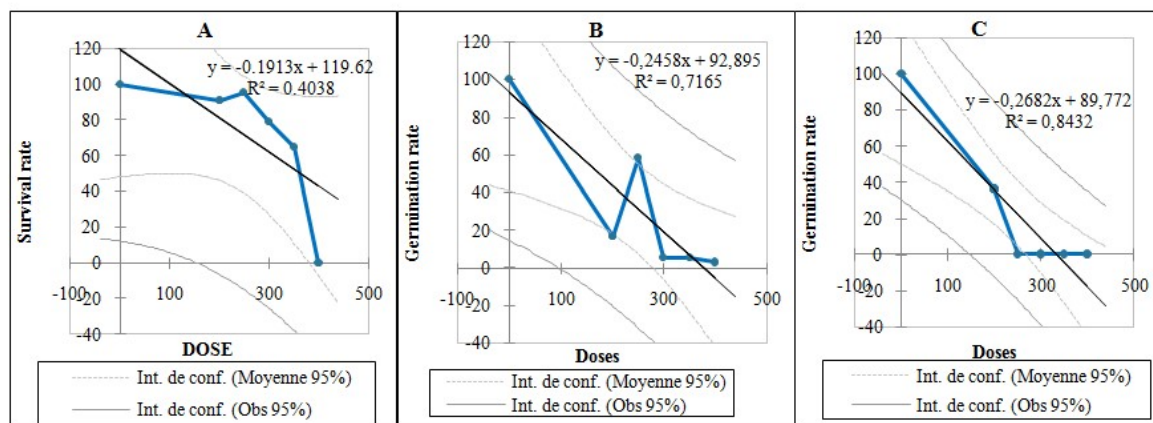 A
120
100
80
60
40
20
0
-20
-40
-100
100
300
500
y = -0.1913x + 119.62
R² = 0.4038
Survival rate
DOSE
Int. de conf. (Moyenne 95%)
Int. de conf. (Obs 95%)
B
120
100
80
60
40
20
0
-20
-40
-100
100
300
500
y = -0,2458x + 92,895
R² = 0,7165
Germination rate
Doses
Int. de conf. (Moyenne 95%)
Int. de conf. (Obs 95%)
C
120
100
80
60
40
20
0
-20
-40
-100
100
300
500
y = -0,2682x + 89,772
R² = 0,8432
Germination rate
Doses
Int. de conf. (Moyenne 95%)
Int. de conf. (Obs 95%)